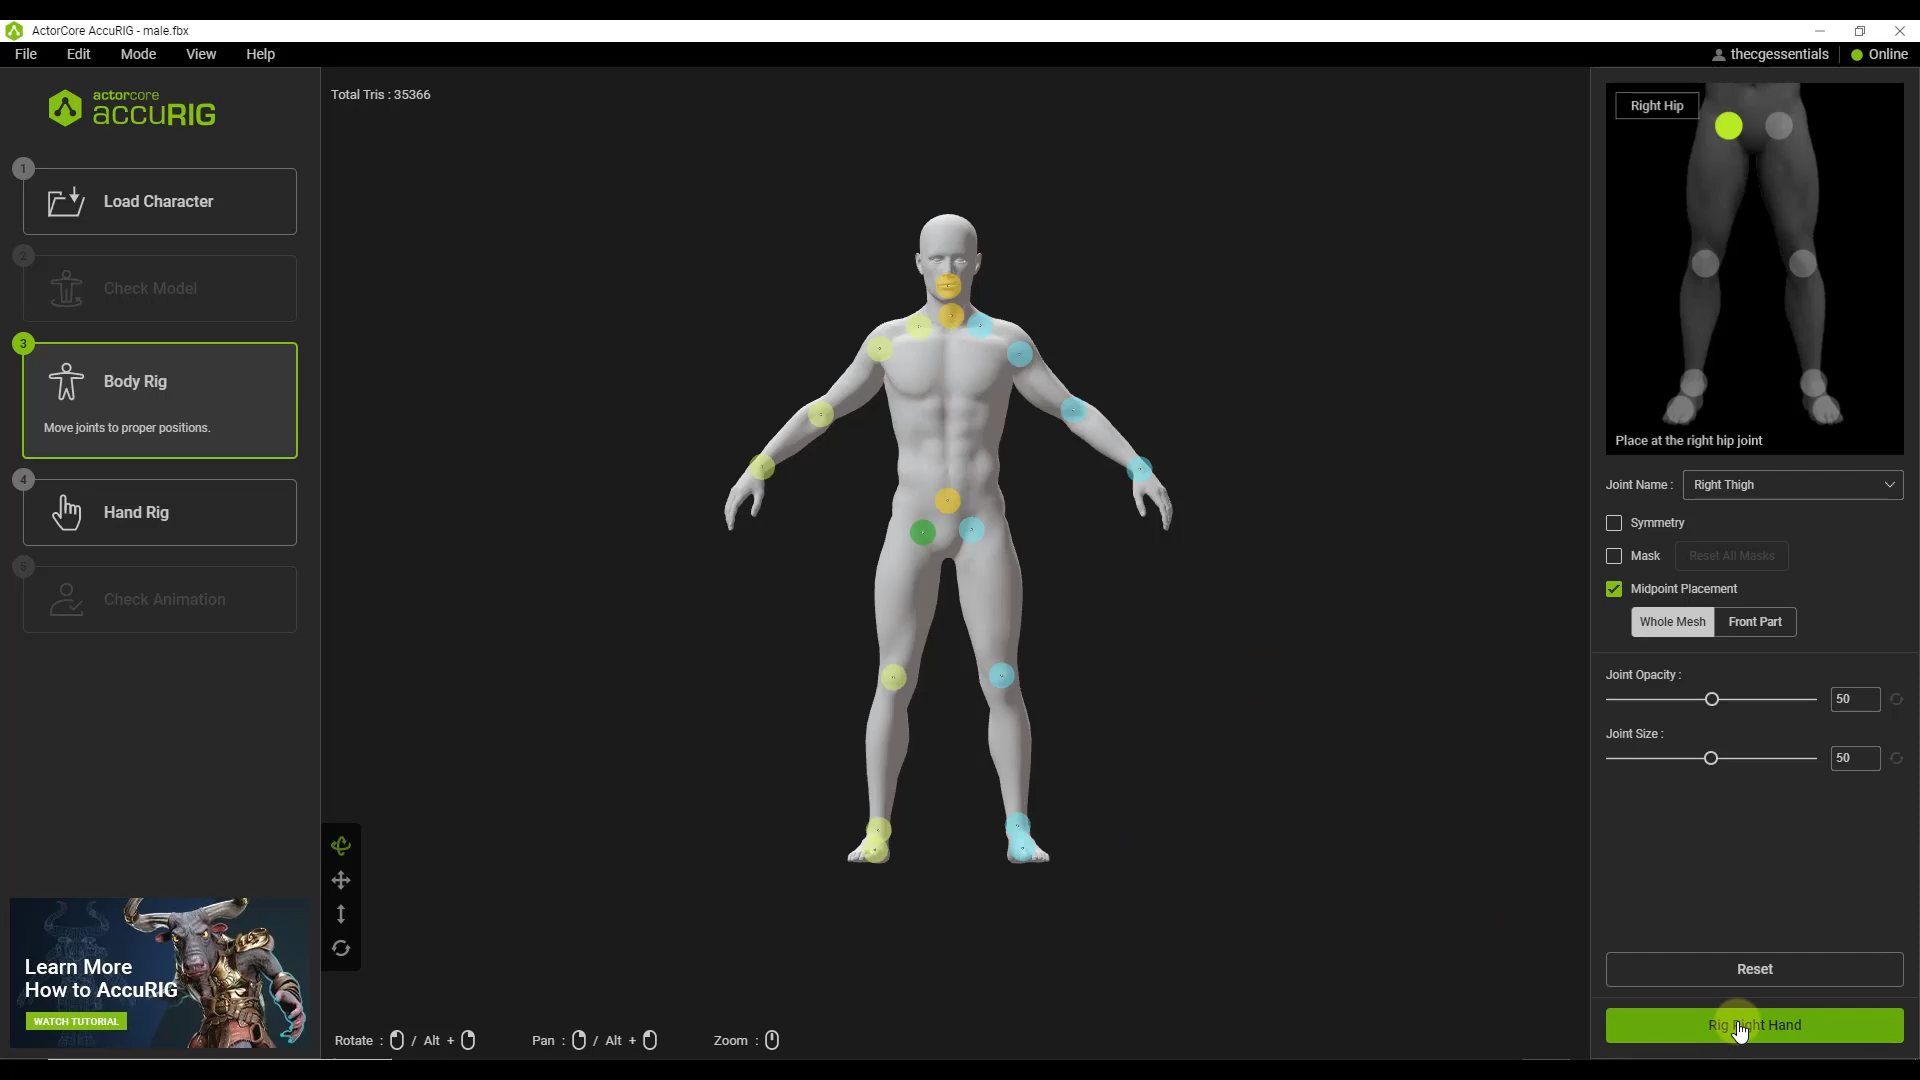 ActorCore AccuRIG - male.fbx
File Edit Mode View Help
thecgessentials Online
actorcore
accuRIG
1
Load Character
2
Check Model
3
Body Rig
Move joints to proper positions.
4
Hand Rig
5
Check Animation
Learn More
How to AccuRIG
WATCH TUTORIAL
Total Tris : 35366
Rotate : / Alt + Pan : / Alt + Zoom :
Right Hip
Place at the right hip joint
Joint Name : Right Thigh
Symmetry
Mask Reset All Masks
Midpoint Placement
Whole Mesh Front Part
Joint Opacity :
50
Joint Size :
50
Reset
Rig Right Hand